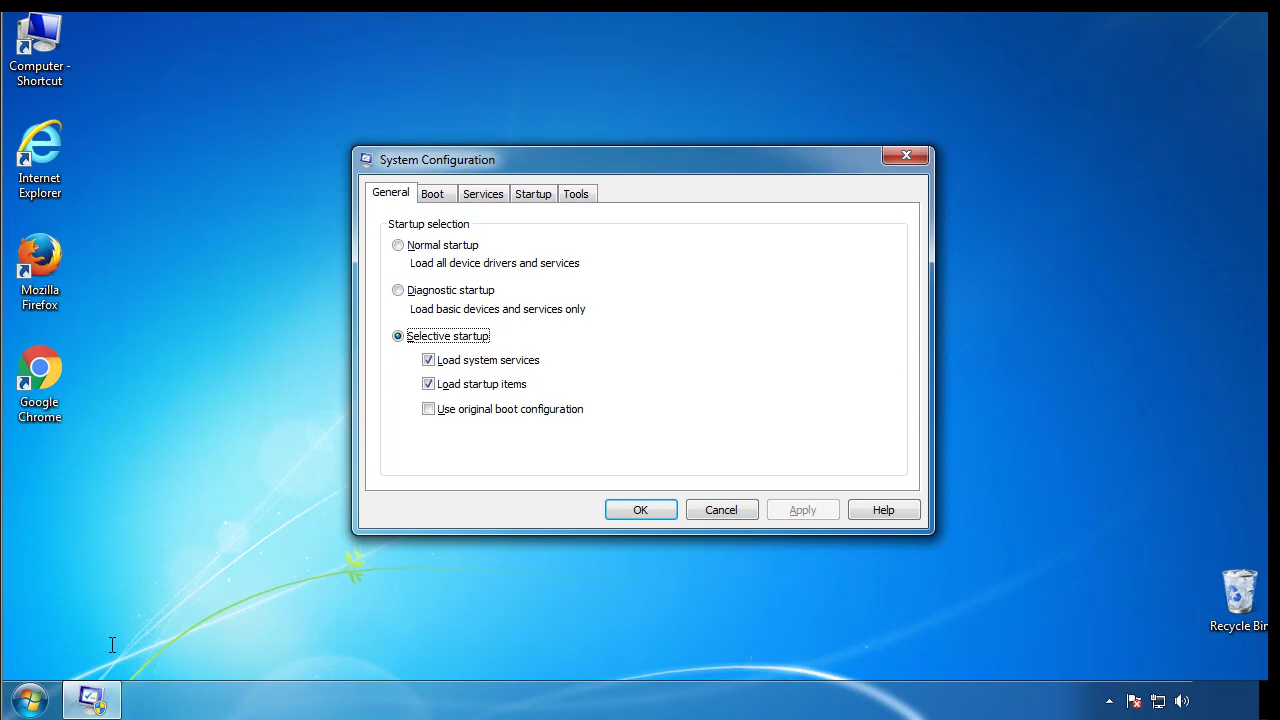 Computer -
Shortcut
Internet
Explorer
Mozilla
Firefox
Google
Chrome
System Configuration
General
Boot
Services
Startup
Tools
Startup selection
Normal startup
Load all device drivers and services
Diagnostic startup
Load basic devices and services only
Selective startup
Load system services
Load startup items
Use original boot configuration
OK
Cancel
Apply
Help
Recycle Bin